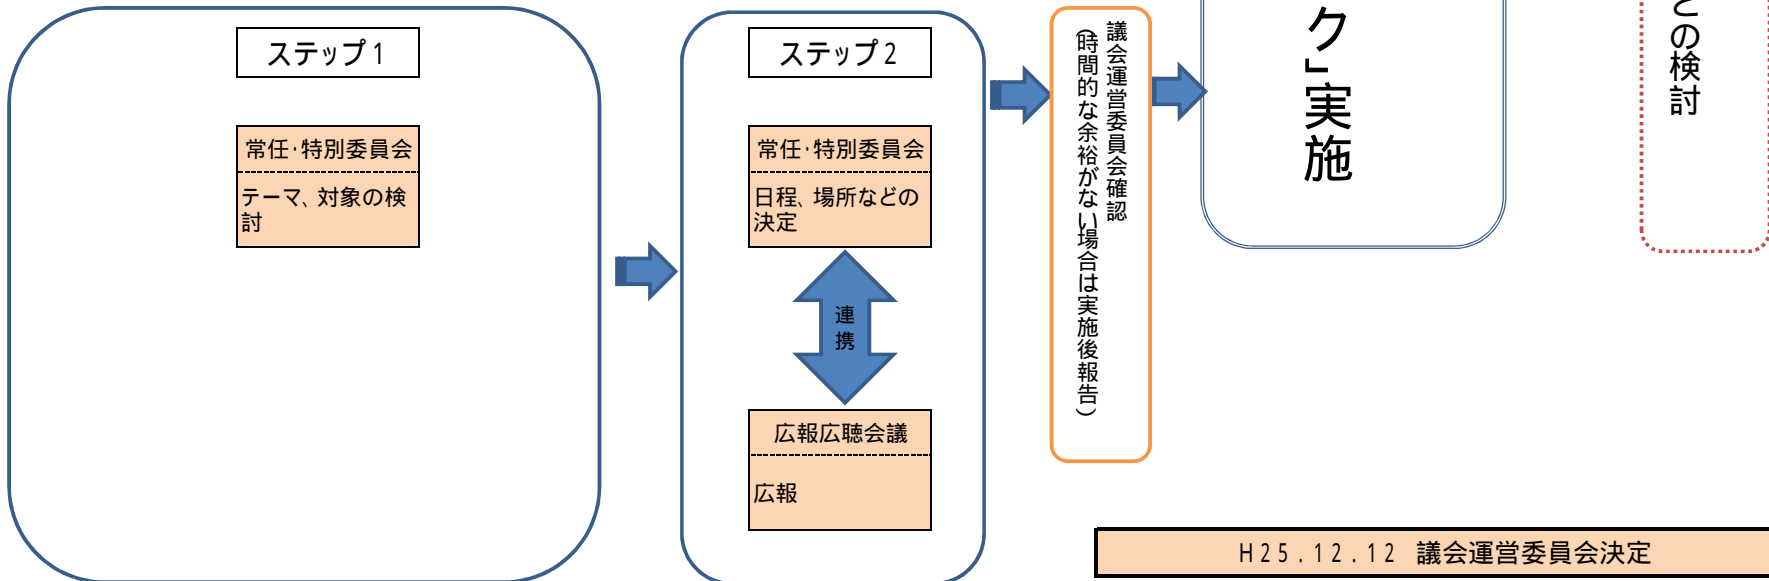 ステップ1
常任・特別委員会
テーマ、対象の検
討
ステップ2
常任・特別委員会
日程、場所などの
決定
連
携
広報広聴会議
広報
議会運営委員会確認
(時間的な余裕がない場合は実施後報告)
ク」実施
との検討
H25.12.12 議会運営委員会決定